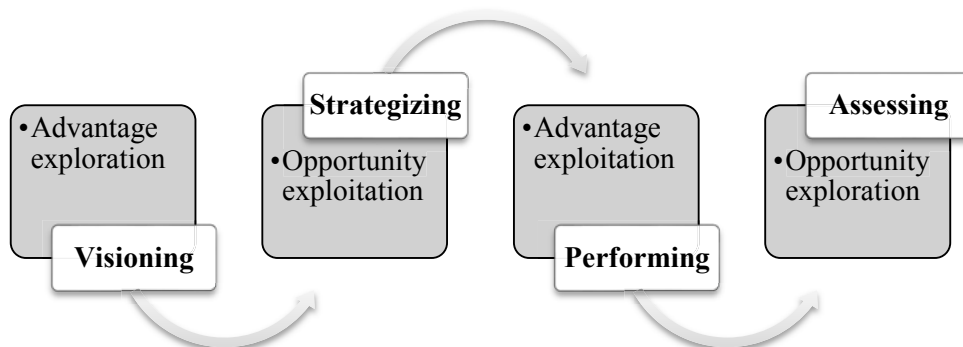 •Advantage
exploration
Visioning
Strategizing
•Opportunity
exploitation
•Advantage
exploitation
Performing
Assessing
•Opportunity
exploration